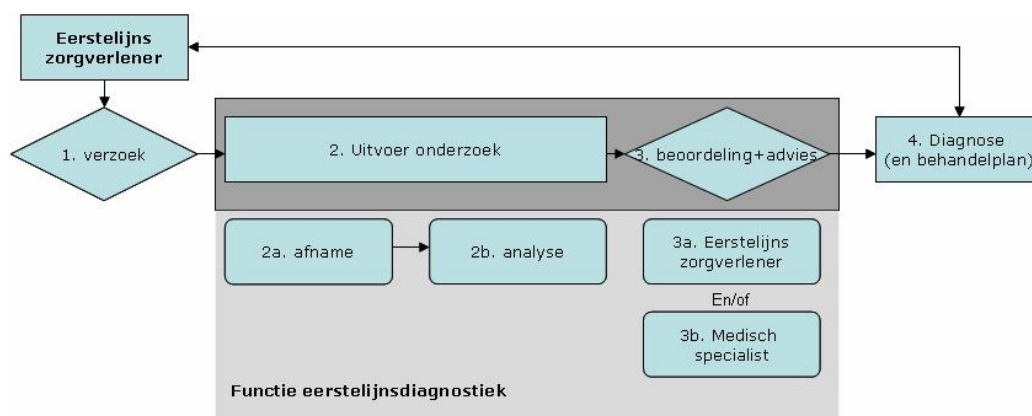 Eerstelijns
zorgverlener
1. verzoek
2. Uitvoer onderzoek
3. beoordeling+advies
4. Diagnose
(en behandelplan)
2a. afname
2b. analyse
3a. Eerstelijns
zorgverlener
En/of
3b. Medisch
specialist
Functie eerstelijnsdiagnostiek